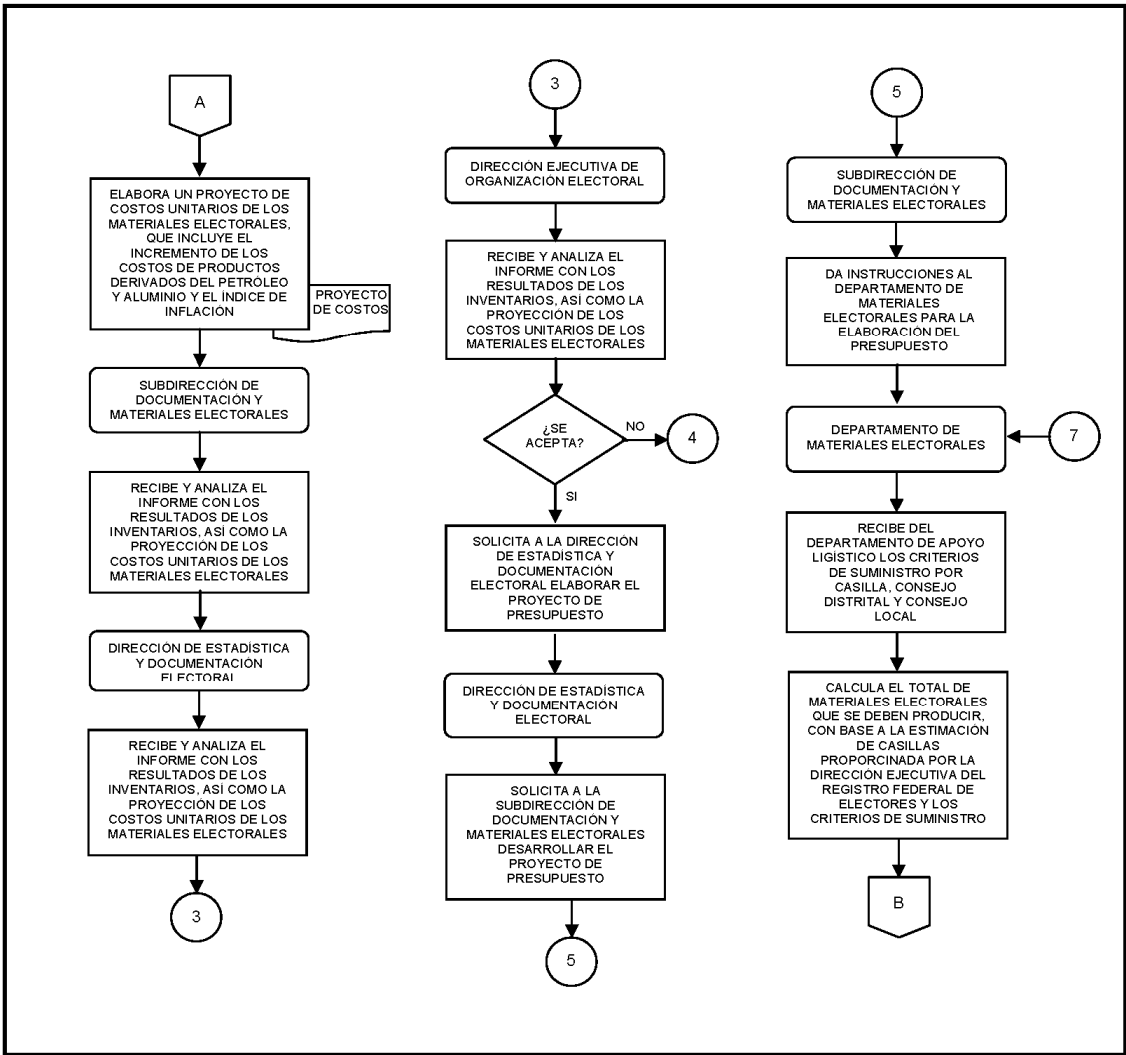 A
ELABORA UN PROYECTO DE
COSTOS UNITARIOS DE LOS
MATERIALES ELECTORALES,
QUE INCLUYE EL
INCREMENTO DE LOS
COSTOS DE PRODUCTOS
DERIVADOS DEL PETRÓLEO
Y ALUMINIO Y EL ÍNDICE DE
INFLACIÓN
PROYECTO
DE COSTOS
SUBDIRECCIÓN DE
DOCUMENTACIÓN Y
MATERIALES ELECTORALES
RECIBE Y ANALIZA EL
INFORME CON LOS
RESULTADOS DE LOS
INVENTARIOS, ASÍ COMO LA
PROYECCIÓN DE LOS
COSTOS UNITARIOS DE LOS
MATERIALES ELECTORALES
DIRECCIÓN DE ESTADÍSTICA
Y DOCUMENTACIÓN
ELECTORAL
RECIBE Y ANALIZA EL
INFORME CON LOS
RESULTADOS DE LOS
INVENTARIOS, ASÍ COMO LA
PROYECCIÓN DE LOS
COSTOS UNITARIOS DE LOS
MATERIALES ELECTORALES
3
3
DIRECCIÓN EJECUTIVA DE
ORGANIZACIÓN ELECTORAL
RECIBE Y ANALIZA EL
INFORME CON LOS
RESULTADOS DE LOS
INVENTARIOS, ASÍ COMO LA
PROYECCIÓN DE LOS
COSTOS UNITARIOS DE LOS
MATERIALES ELECTORALES
¿SE
ACEPTA?
NO
4
SI
SOLICITA A LA DIRECCIÓN
DE ESTADÍSTICA Y
DOCUMENTACIÓN
ELECTORAL ELABORAR EL
PROYECTO DE
PRESUPUESTO
DIRECCIÓN DE ESTADÍSTICA
Y DOCUMENTACIÓN
ELECTORAL
SOLICITA A LA
SUBDIRECCIÓN DE
DOCUMENTACIÓN Y
MATERIALES ELECTORALES
DESARROLLAR EL
PROYECTO DE
PRESUPUESTO
5
5
SUBDIRECCIÓN DE
DOCUMENTACIÓN Y
MATERIALES ELECTORALES
DA INSTRUCCIONES AL
DEPARTAMENTO DE
MATERIALES
ELECTORALES PARA LA
ELABORACIÓN DEL
PRESUPUESTO
DEPARTAMENTO DE
MATERIALES ELECTORALES
7
RECIBE DEL
DEPARTAMENTO DE APOYO
LIGÍSTICO LOS CRITERIOS
DE SUMINISTRO POR
CASILLA, CONSEJO
DISTRITAL Y CONSEJO
LOCAL
CALCULA EL TOTAL DE
MATERIALES ELECTORALES
QUE SE DEBEN PRODUCIR,
CON BASE A LA ESTIMACIÓN
DE CASILLAS
PROPORCINADA POR LA
DIRECCIÓN EJECUTIVA DEL
REGISTRO FEDERAL DE
ELECTORES Y LOS
CRITERIOS DE SUMINISTRO
B